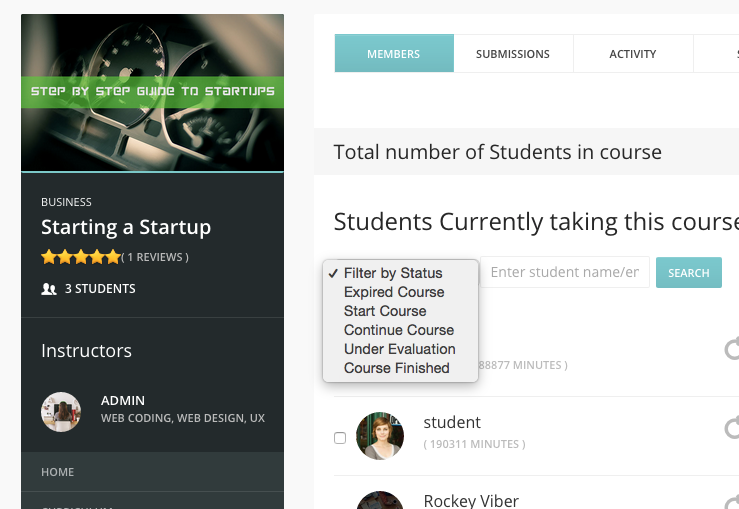 STEP BY STEP GUIDE TO STARTUPS
BUSINESS
Starting a Startup
( 1 REVIEWS )
3 STUDENTS
Instructors
ADMIN
WEB CODING, WEB DESIGN, UX
HOME
CURRICULUM
MEMBERS
SUBMISSIONS
ACTIVITY
Total number of Students in course
Students Currently taking this course
✓ Filter by Status
Expired Course
Start Course
Continue Course
Under Evaluation
Course Finished
Enter student name/er
SEARCH
88877 MINUTES )
student
( 190311 MINUTES )
Rockey Viber